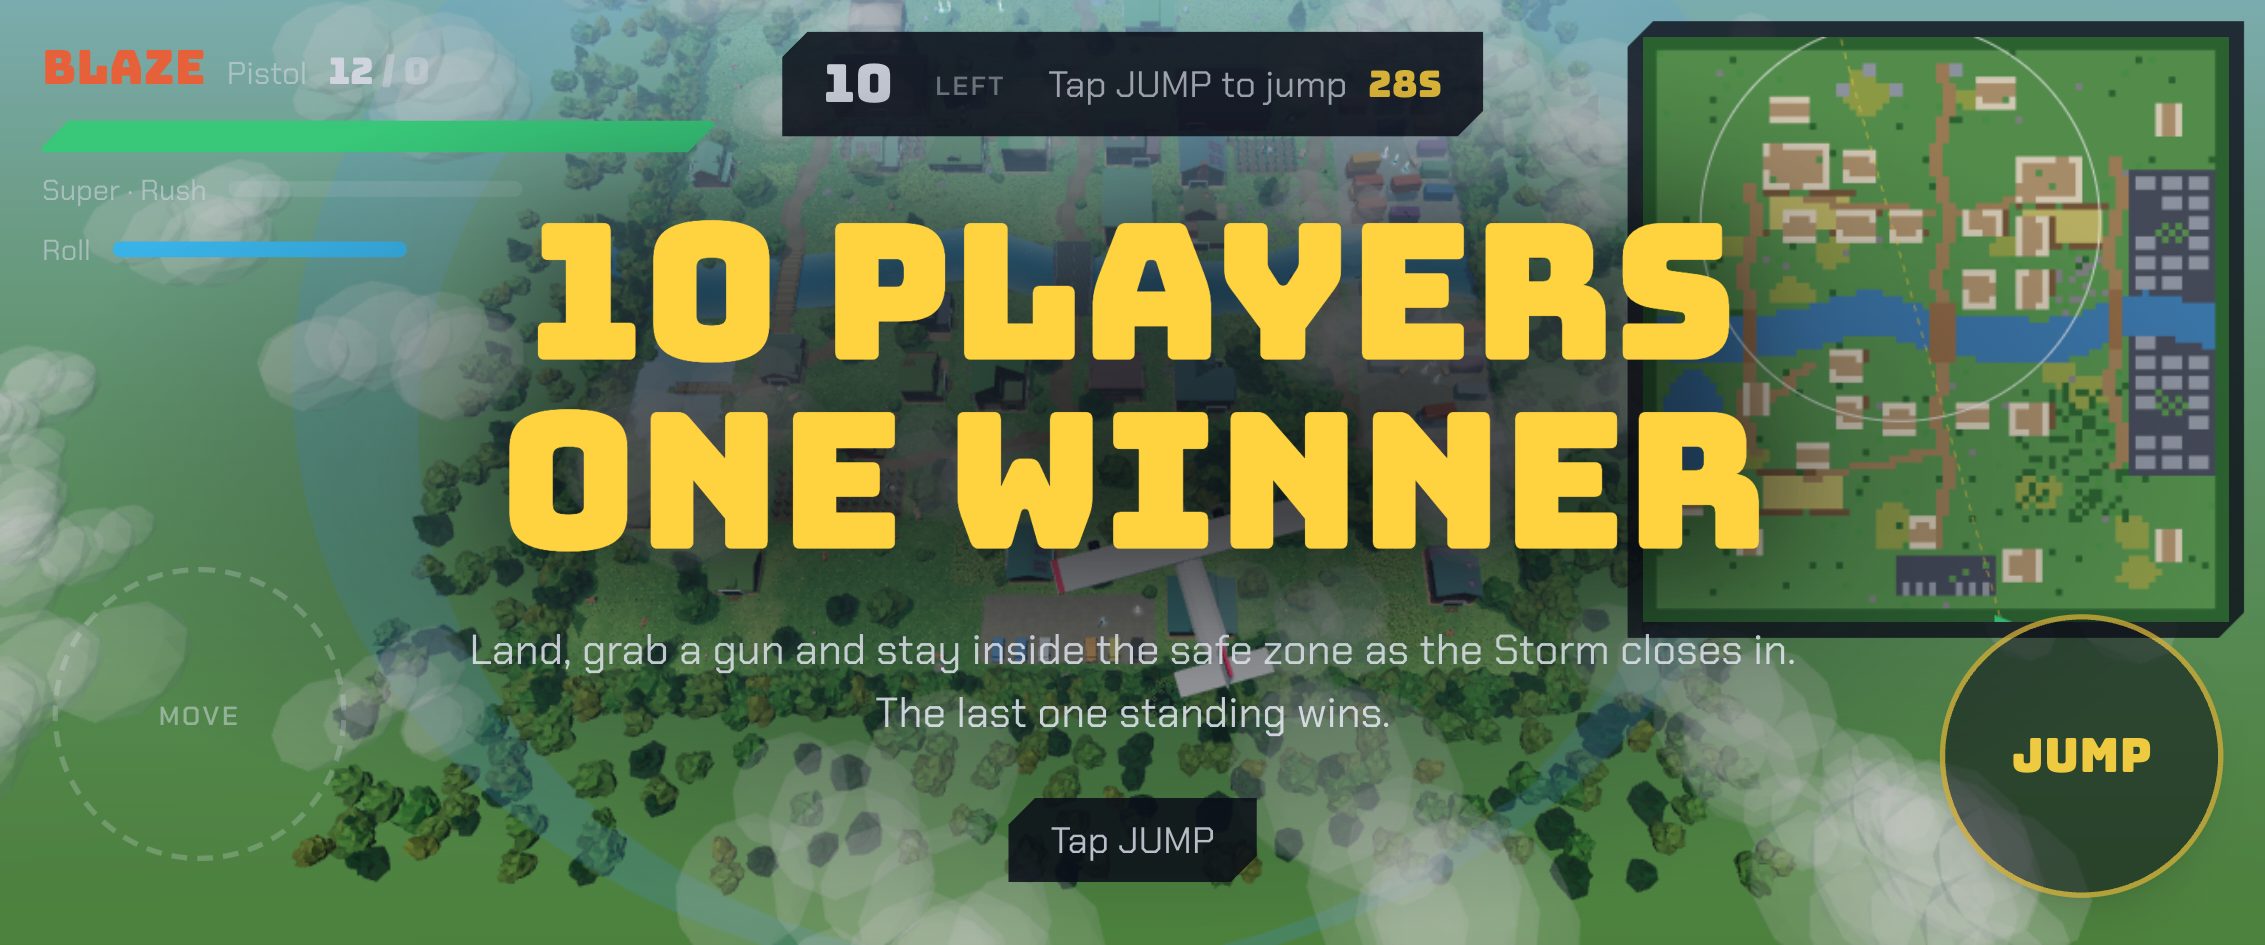 BLAZE Pistol 12 / 0
10 LEFT Tap JUMP to jump 28S
Super · Rush
Roll
10 PLAYERS
ONE WINNER
Land, grab a gun and stay inside the safe zone as the Storm closes in.
The last one standing wins.
MOVE
JUMP
Tap JUMP